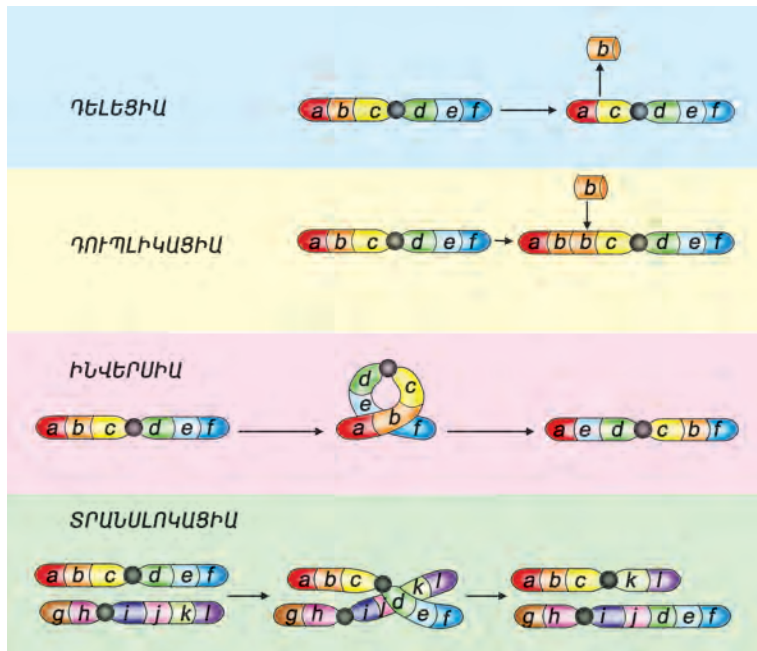 b
ԴԵԼԵՑԻԱ
a b c d e f
a c d e f
b
ԴՈՒՊԼԻԿԱՑԻԱ
a b c d e f
a b b c d e f
ԻՆՎԵՐՍԻԱ
a b c d e f
d c
e b
a f
a e d c b f
ՏՐԱՆՍԼՈԿԱՑԻԱ
a b c d e f
g h i j k l
a b c d e f
g h i j k l
a b c k l
g h i j d e f